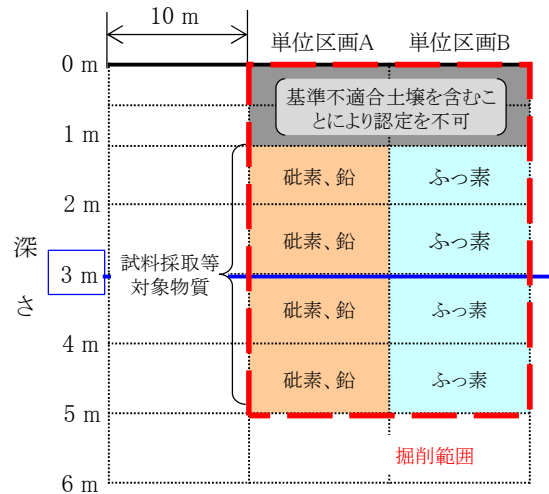 10 m
単位区画A
単位区画B
0 m
基準不適合土壌を含むこ
とにより認定を不可
1 m
砒素、鉛
ふっ素
2 m
砒素、鉛
ふっ素
深
さ
3 m
試料採取等
対象物質
砒素、鉛
ふっ素
4 m
砒素、鉛
ふっ素
5 m
掘削範囲
6 m